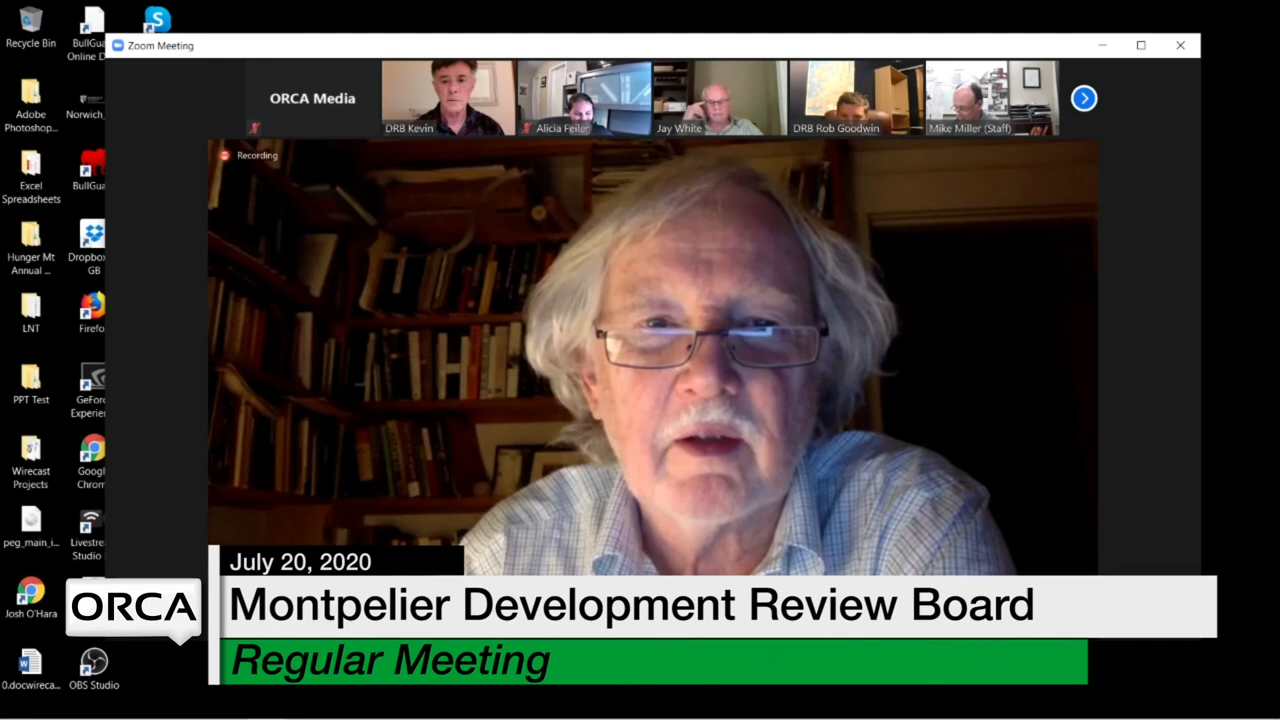 Recycle Bin
BullGua
Online D
Zoom Meeting
Adobe
Photoshop...
Norwich_
ORCA Media
DRB Kevin
Alicia Feiler
Jay White
DRB Rob Goodwin
Mike Miller (Staff)
Recording
Excel
Spreadsheets
BullGua
Hunger Mt
Annual ...
Dropbox
GB
LNT
Firefo
PPT Test
GeForc
Experien
Wirecast
Projects
Googl
Chrom
peg_main_i...
Livestre
Studio
Josh O'Hara
0.docwireca...
OBS Studio
July 20, 2020
ORCA
Montpelier Development Review Board
Regular Meeting